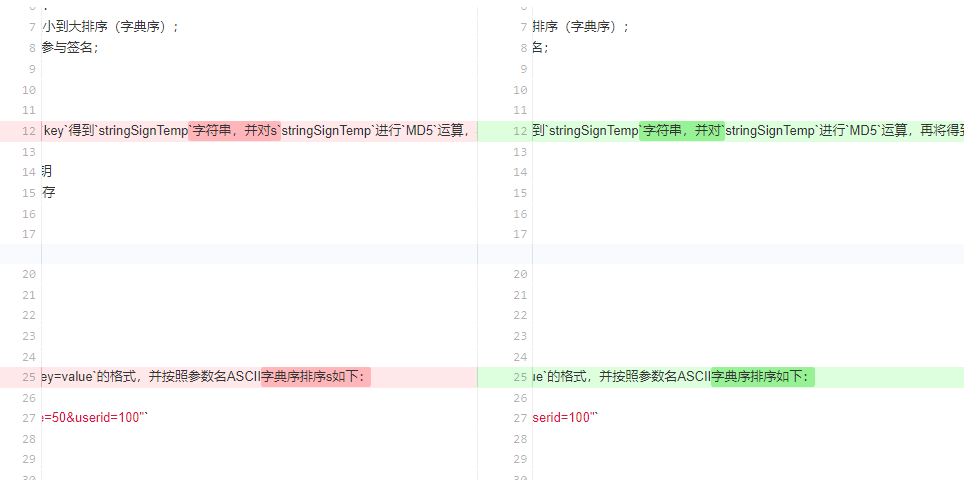 7 小到大排序（字典序）；
8 参与签名；
9
10
11
12 key`得到`stringSignTemp`字符串，并对s`stringSignTemp`进行`MD5`运算，
13
14 明
15 存
16
17
20
21
22
23
24
25 ey=value`的格式，并按照参数名ASCII字典序排序s如下：
26
27 =50&userid=100"`
28
29
7 排序（字典序）；
8 名；
9
10
11
12 到`stringSignTemp`字符串，并对`stringSignTemp`进行`MD5`运算，再将得到
13
14
15
16
17
20
21
22
23
24
25 ue`的格式，并按照参数名ASCII字典序排序如下：
26
27 serid=100"`
28
29